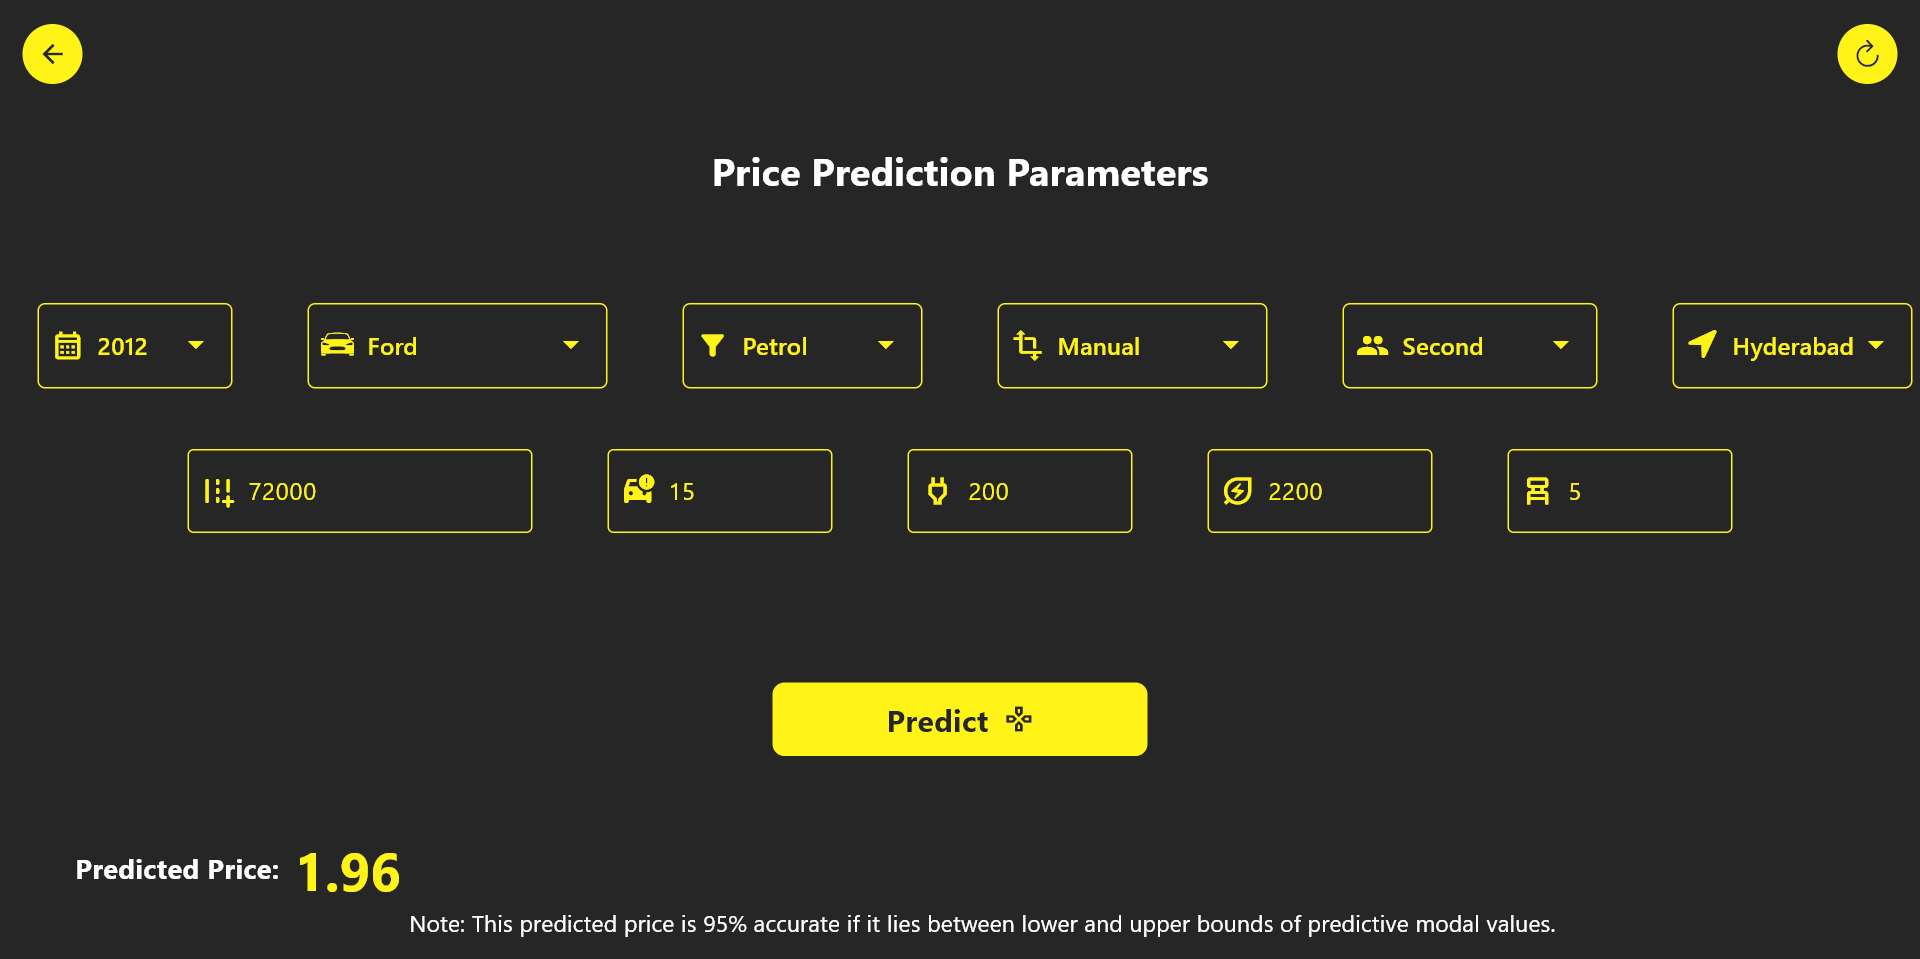 Price Prediction Parameters
2012 Ford Petrol Manual Second Hyderabad
72000 15 200 2200 5
Predict
Predicted Price: 1.96
Note: This predicted price is 95% accurate if it lies between lower and upper bounds of predictive modal values.